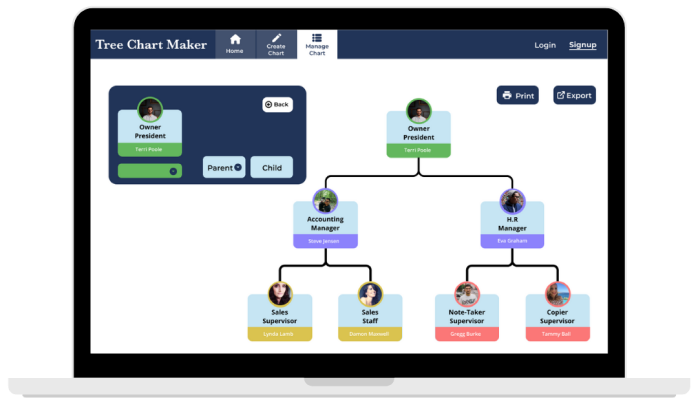 Tree Chart Maker
Home
Create
Chart
Manage
Chart
Login
Signup
Back
Owner
President
Terri Poole
Parent
Child
Print
Export
Owner
President
Terri Poole
Accounting
Manager
Steve Jensen
H.R
Manager
Eva Graham
Sales
Supervisor
Lynda Lewis
Sales
Staff
Damon Maxwell
Note-Taker
Supervisor
Gregg Burke
Copier
Supervisor
Tammy Ball